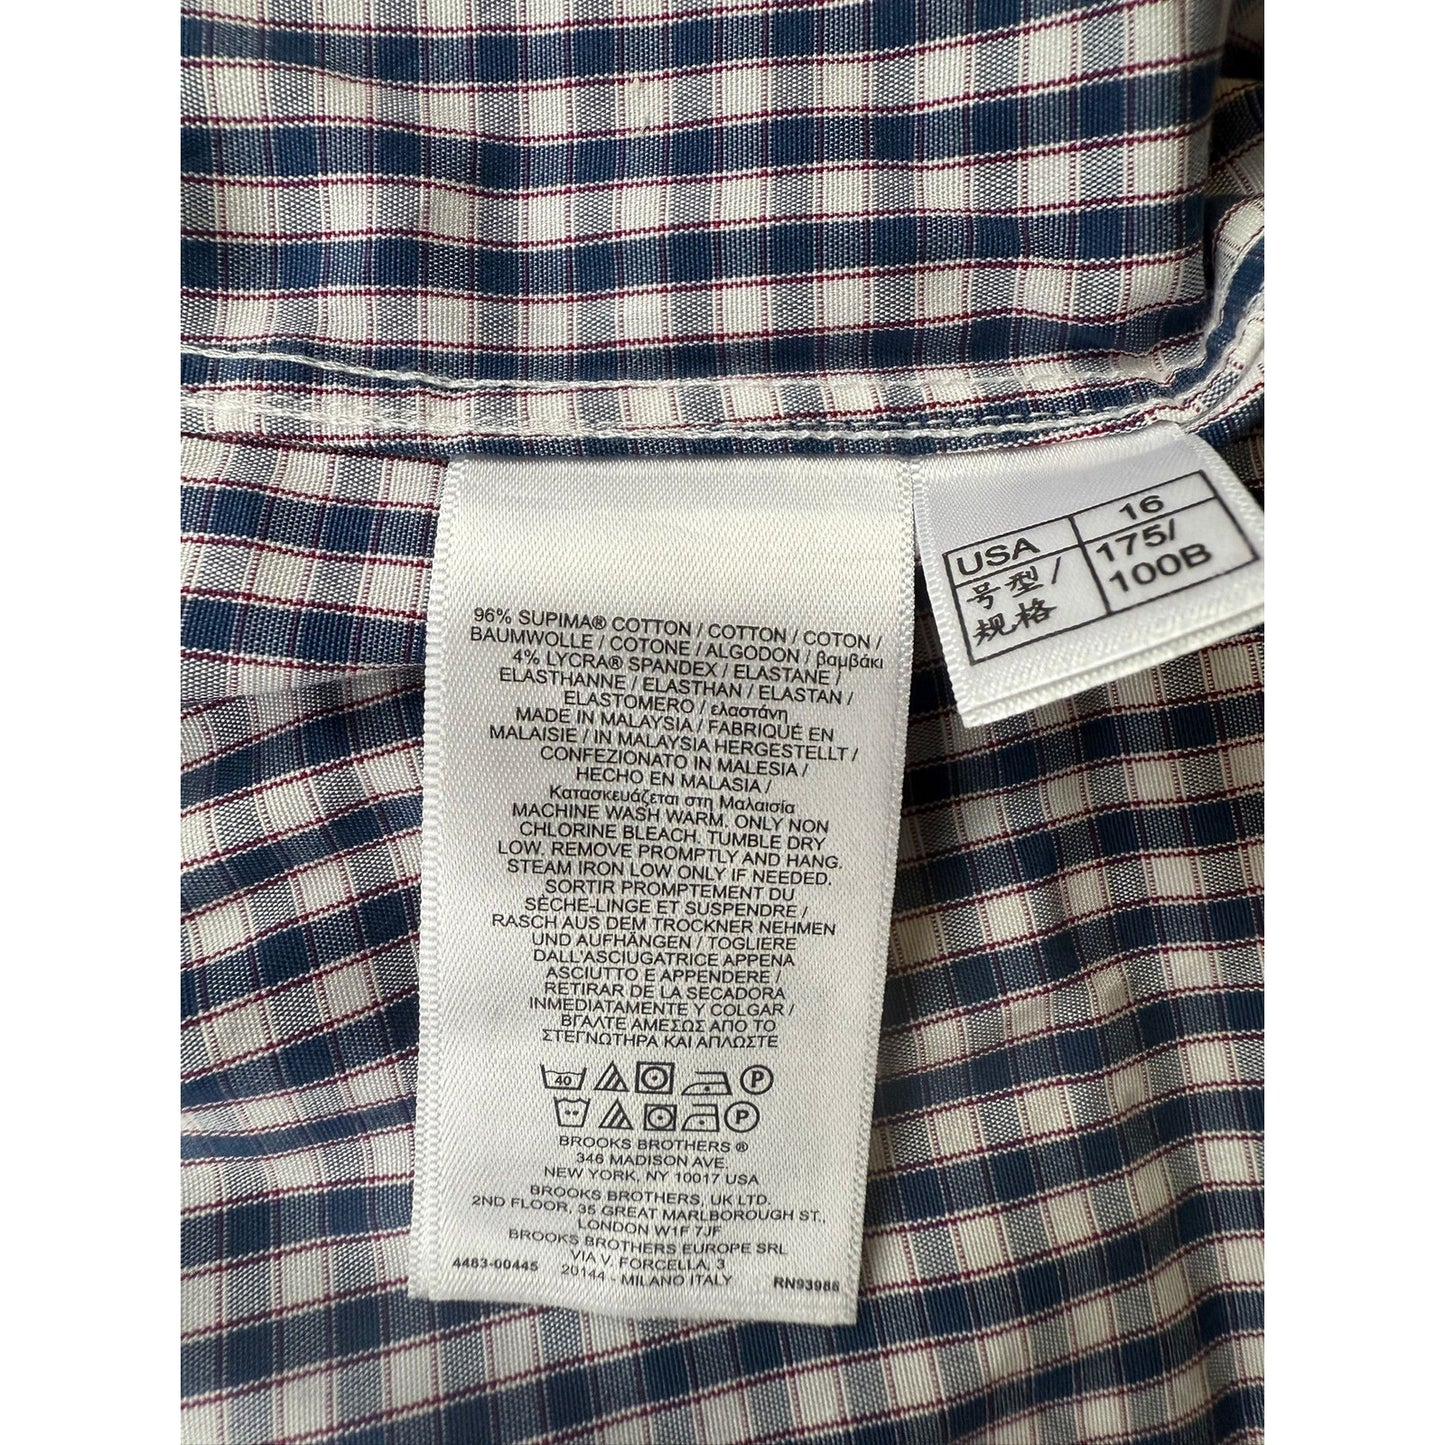 96% SUPIMA® COTTON / COTTON / COTON /
BAUMWOLLE / COTONE / ALGODON / βαμβάκι
4% LYCRA® SPANDEX / ELASTANE /
ELASTHANNE / ELASTHAN / ELASTAN /
ELASTOMERO / ελαστάνη
MADE IN MALAYSIA / FABRIQUÉ EN
MALAISIE / IN MALAYSIA HERGESTELLT /
CONFEZIONATO IN MALESIA /
HECHO EN MALASIA /
Κατασκευάζεται στη Μαλαισία
MACHINE WASH WARM. ONLY NON
CHLORINE BLEACH. TUMBLE DRY
LOW. REMOVE PROMPTLY AND HANG.
STEAM IRON LOW ONLY IF NEEDED.
SORTIR PROMPTEMENT DU
SÈCHE-LINGE ET SUSPENDRE /
RASCH AUS DEM TROCKNER NEHMEN
UND AUFHÄNGEN / TOGLIERE
DALL'ASCIUGATRICE APPENA
ASCIUTTO E APPENDERE /
RETIRAR DE LA SECADORA
INMEDIATAMENTE Y COLGAR /
ΒΓΑΛΤΕ ΑΜΕΣΩΣ ΑΠΟ ΤΟ
ΣΤΕΓΝΩΤΗΡΑ ΚΑΙ ΑΠΛΩΣΤΕ
40 P
P
BROOKS BROTHERS ®
346 MADISON AVE.
NEW YORK, NY 10017 USA
BROOKS BROTHERS, UK LTD.
2ND FLOOR, 35 GREAT MARLBOROUGH ST.,
LONDON W1F 7JF
BROOKS BROTHERS EUROPE SRL
VIA V. FORCELLA, 3
4483-00445 20144 - MILANO ITALY RN93986
USA 16
号型/ 175/
规格 100B